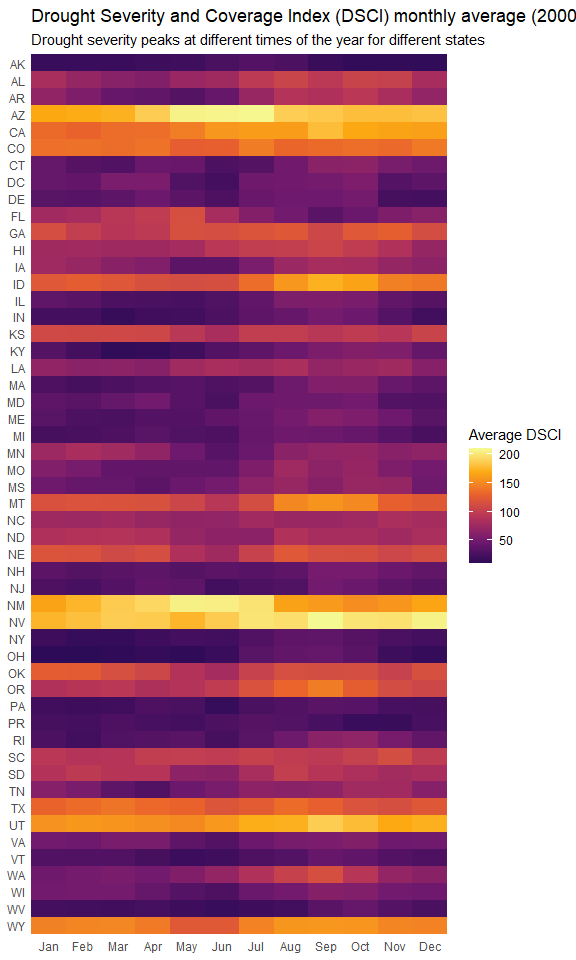 Drought Severity and Coverage Index (DSCI) monthly average (2000
Drought severity peaks at different times of the year for different states
AK
AL
AR
AZ
CA
CO
CT
DC
DE
FL
GA
HI
IA
ID
IL
IN
KS
KY
LA
MA
MD
ME
MI
MN
MO
MS
MT
NC
ND
NE
NH
NJ
NM
NV
NY
OH
OK
OR
PA
PR
RI
SC
SD
TN
TX
UT
VA
VT
WA
WI
WV
WY
Jan Feb Mar Apr May Jun Jul Aug Sep Oct Nov Dec
Average DSCI
200
150
100
50